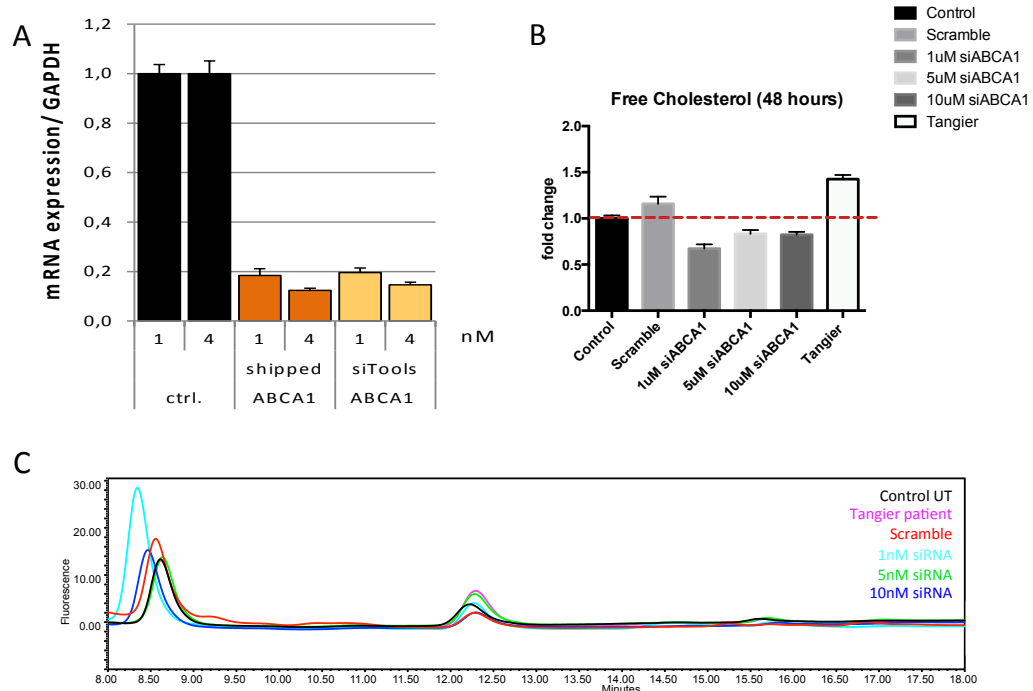 A
mRNA expression/ GAPDH
1,2
1,0
0,8
0,6
0,4
0,2
0,0
1 4 1 4 1 4 nM
ctrl. shipped ABCA1 siTools ABCA1
B
Control
Scramble
1uM siABCA1
5uM siABCA1
10uM siABCA1
Tangier
Free Cholesterol (48 hours)
fold change
2.0
1.5
1.0
0.5
0.0
Control Scramble 1uM siABCA1 5uM siABCA1 10uM siABCA1 Tangier
C
Fluorescence
30.00
20.00
10.00
0.00
Control UT
Tangier patient
Scramble
1nM siRNA
5nM siRNA
10nM siRNA
8.00 8.50 9.00 9.50 10.00 10.50 11.00 11.50 12.00 12.50 13.00 13.50 14.00 14.50 15.00 15.50 16.00 16.50 17.00 17.50 18.00
Minutes